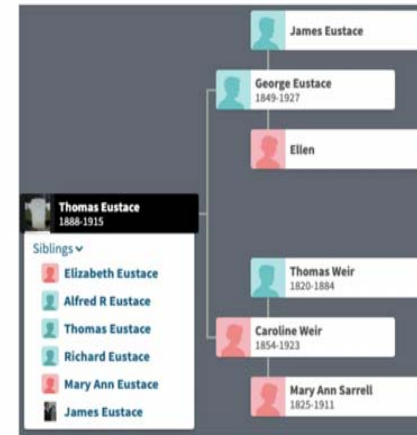 James Eustace
George Eustace
1849-1927
Ellen
Thomas Eustace
1888-1915
Siblings
Elizabeth Eustace
Alfred R Eustace
Thomas Eustace
Richard Eustace
Mary Ann Eustace
James Eustace
Thomas Weir
1820-1884
Caroline Weir
1854-1923
Mary Ann Sarrell
1825-1911